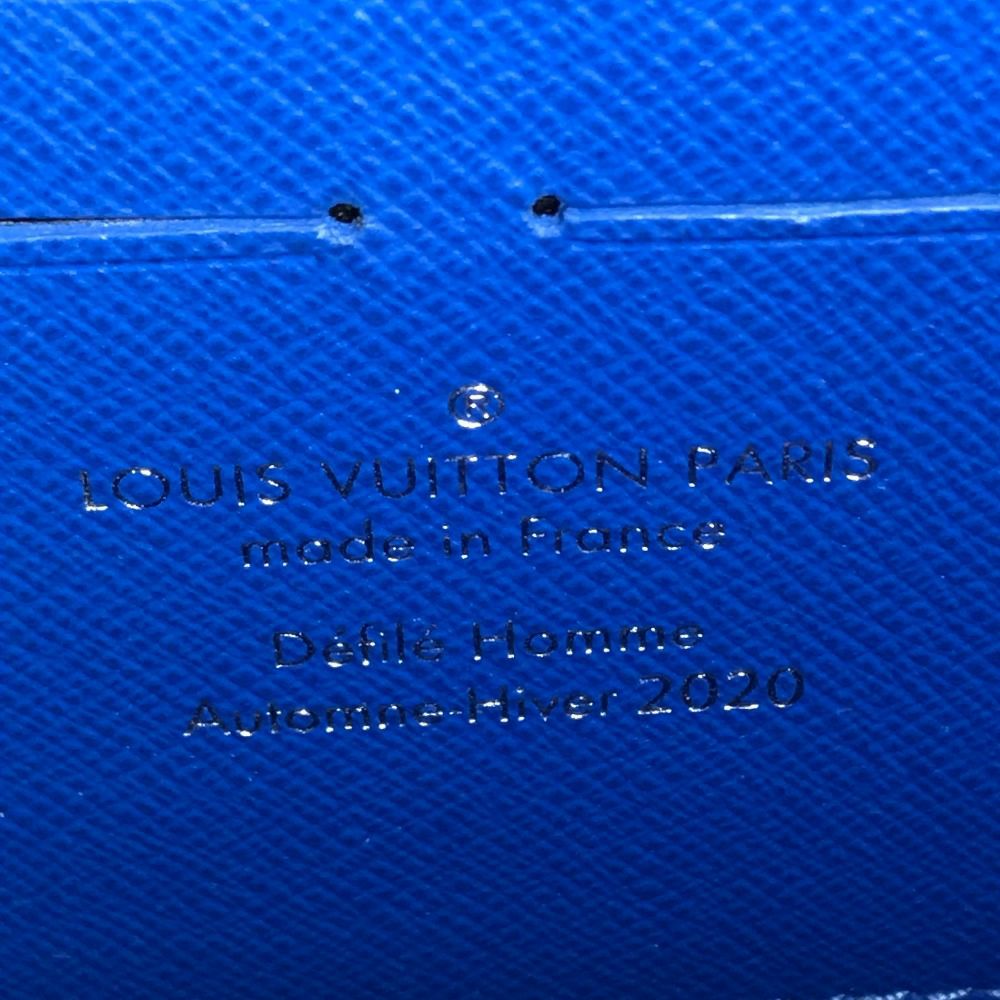 ®
LOUIS VUITTON PARIS
made in France
Défilé Homme
Automne-Hiver 2020